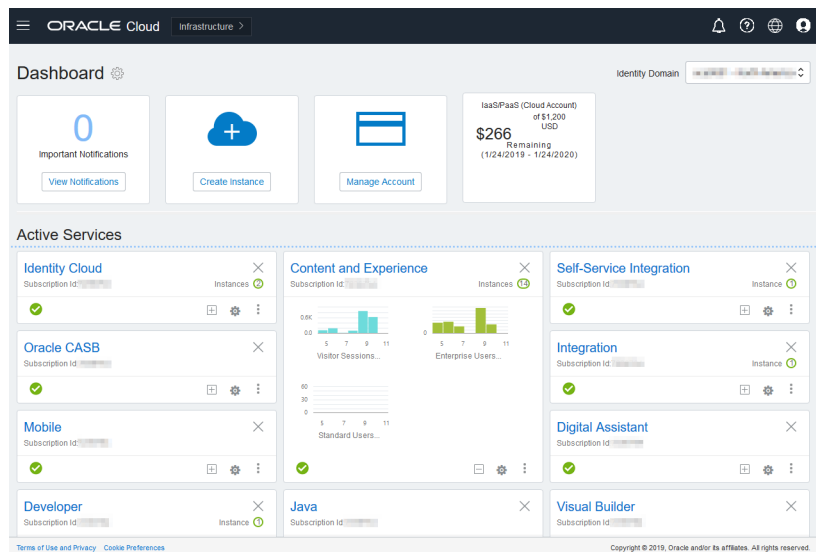 ORACLE Cloud Infrastructure >
Dashboard
Identity Domain
0
Important Notifications
View Notifications
Create Instance
Manage Account
IaaS/PaaS (Cloud Account)
of $1,200
USD
$266
Remaining
(1/24/2019 - 1/24/2020)
Active Services
Identity Cloud
Subscription Id:
Instances 2
Content and Experience
Subscription Id:
Instances 14
0.6K
0.0
5 7 9 11
Visitor Sessions...
0
5 7 9 11
Enterprise Users...
60
30
0
5 7 9 11
Standard Users...
Self-Service Integration
Subscription Id:
Instance 1
Oracle CASB
Subscription Id:
Integration
Subscription Id:
Instance 1
Mobile
Subscription Id:
Digital Assistant
Subscription Id:
Developer
Subscription Id:
Instance 1
Java
Subscription Id:
Visual Builder
Subscription Id:
Terms of Use and Privacy Cookie Preferences
Copyright © 2019, Oracle and/or its affiliates. All rights reserved.